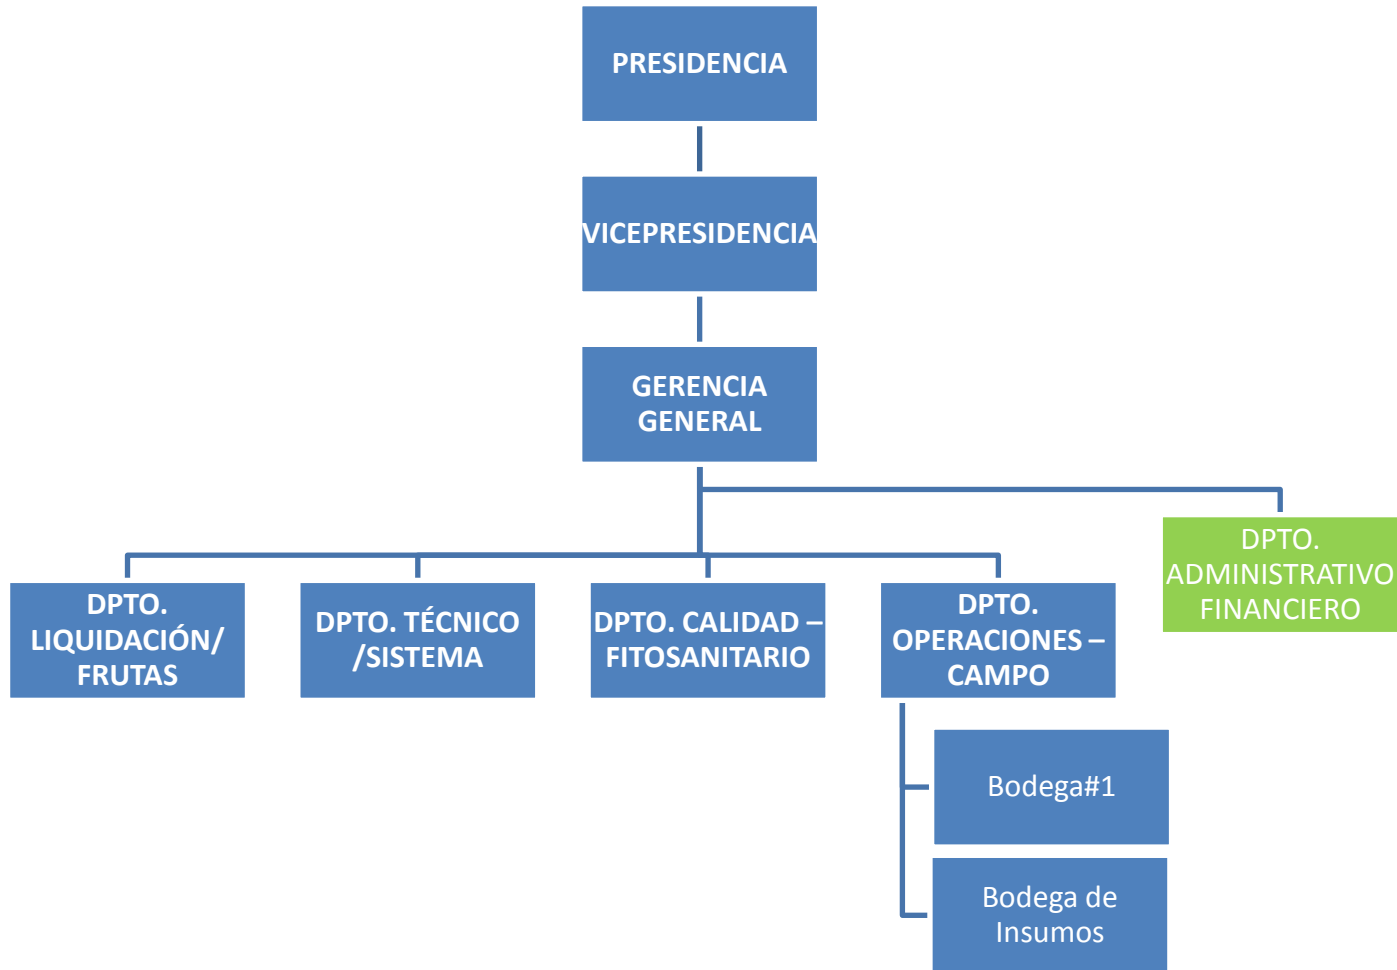 PRESIDENCIA
VICEPRESIDENCIA
GERENCIA
GENERAL
DPTO.
ADMINISTRATIVO
FINANCIERO
DPTO.
LIQUIDACIÓN/
FRUTAS
DPTO. TÉCNICO
/SISTEMA
DPTO. CALIDAD –
FITOSANITARIO
DPTO.
OPERACIONES –
CAMPO
Bodega#1
Bodega de
Insumos